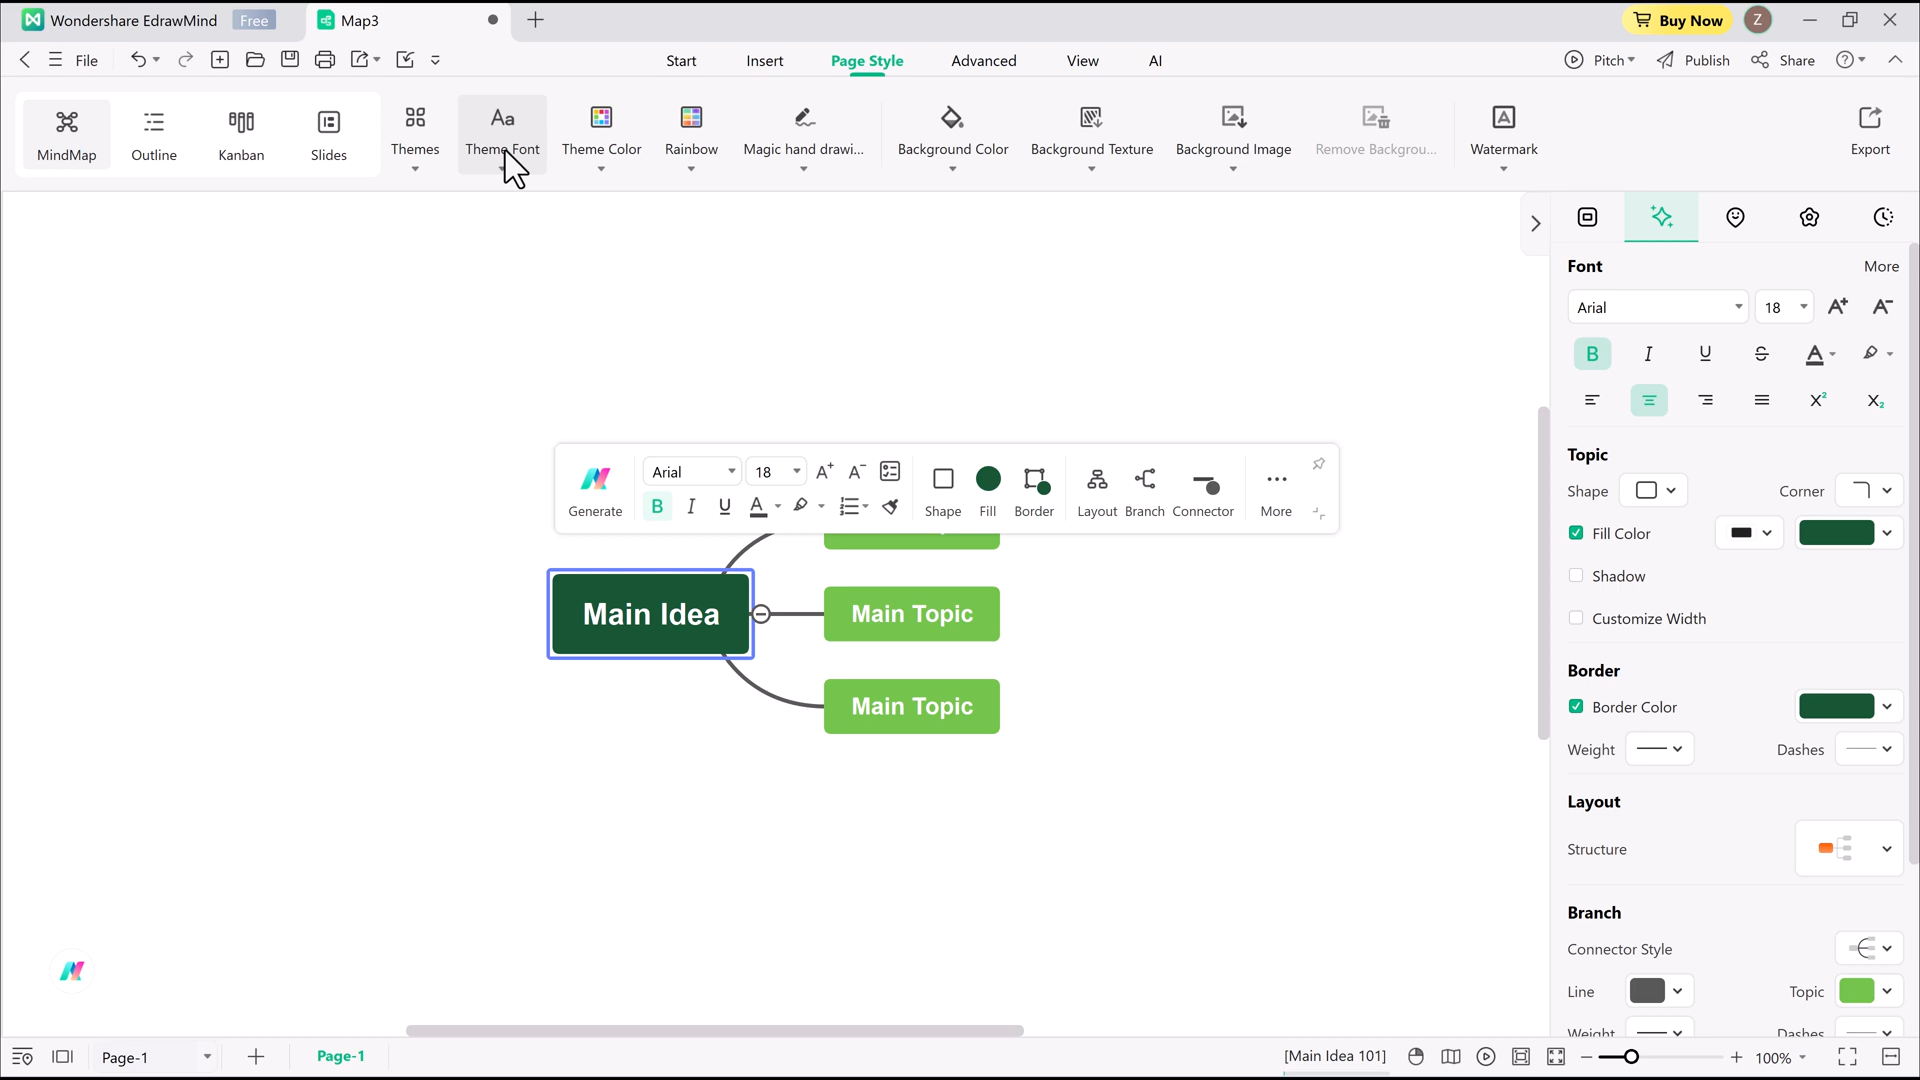 Wondershare EdrawMind Free Map3 Buy Now Z
File Start Insert Page Style Advanced View AI Pitch Publish Share
MindMap Outline Kanban Slides Themes Theme Font Theme Color Rainbow Magic hand drawi... Background Color Background Texture Background Image Remove Backgrou... Watermark Export
Font More
Arial 18
Topic
Shape Corner
Fill Color
Shadow
Customize Width
Border
Border Color
Weight Dashes
Layout
Structure
Branch
Connector Style
Line Topic
Weight Dashes
Arial 18
Generate Shape Fill Border Layout Branch Connector More
Main Idea
Main Topic
Main Topic
Page-1 Page-1 [Main Idea 101] 100%